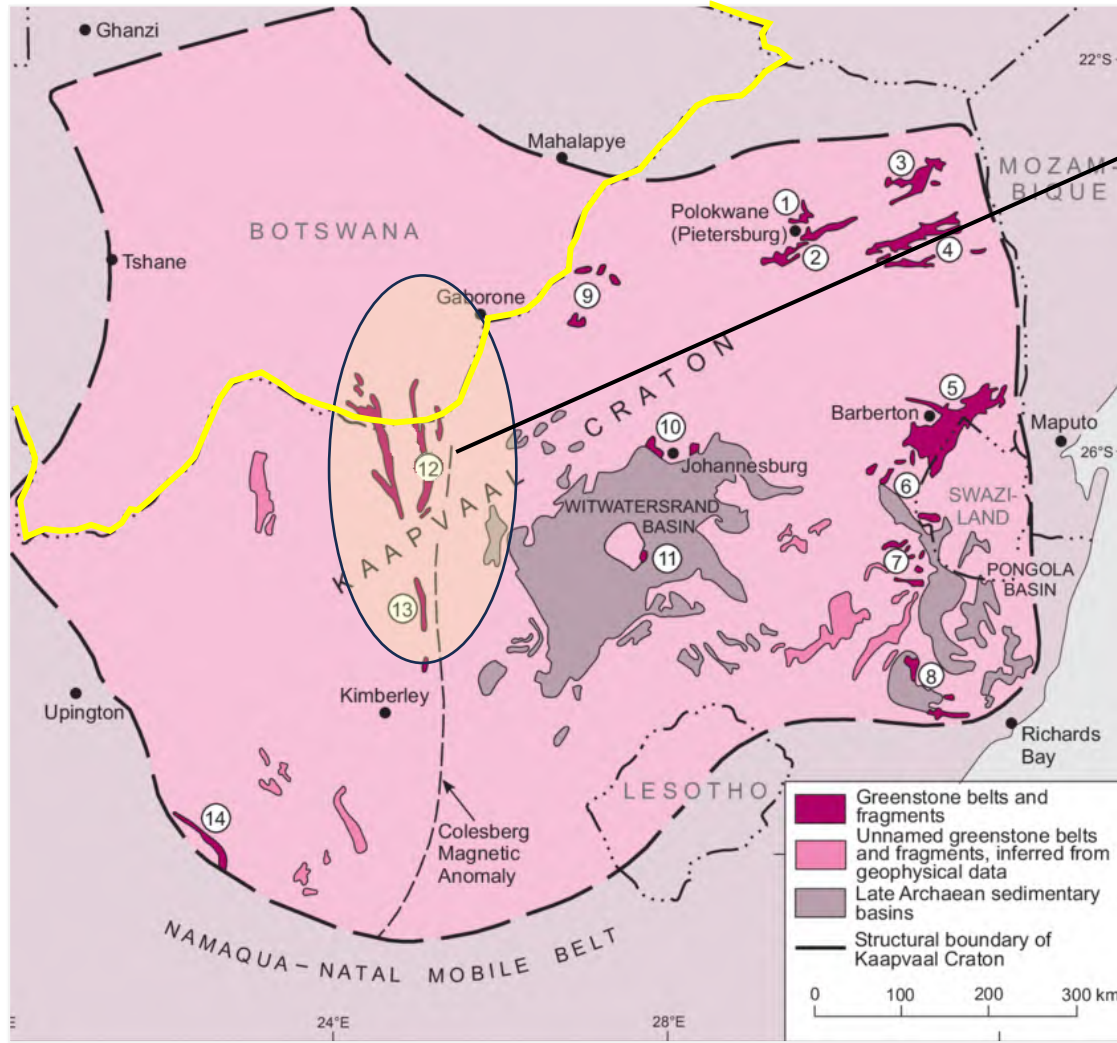 Ghanzi
22°S
Mahalapye
MOZAM-
BIQUE
3
1
Polokwane
(Pietersburg)
2
4
BOTSWANA
Tshane
Gaborone
9
KAAPVAAL CRATON
5
Barberton
Maputo
10
Johannesburg
26°S
12
6
WITWATERSRAND
BASIN
SWAZI-
LAND
11
7
PONGOLA
BASIN
13
8
Kimberley
Upington
Richards
Bay
LESOTHO
14
Colesberg
Magnetic
Anomaly
NAMAQUA–NATAL MOBILE BELT
Greenstone belts and
fragments
Unnamed greenstone belts
and fragments, inferred from
geophysical data
Late Archaean sedimentary
basins
Structural boundary of
Kaapvaal Craton
0 100 200 300 km
E
24°E
28°E